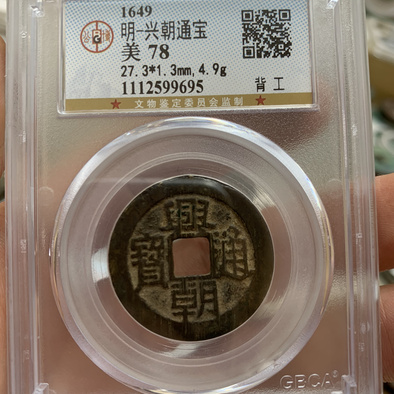 1649
明-兴朝通宝
美 78
27.3*1.3mm,4.9g
1112599695 背 工
★ 文物鉴定委员会监制 ★
興
寶 通
朝
GBCA